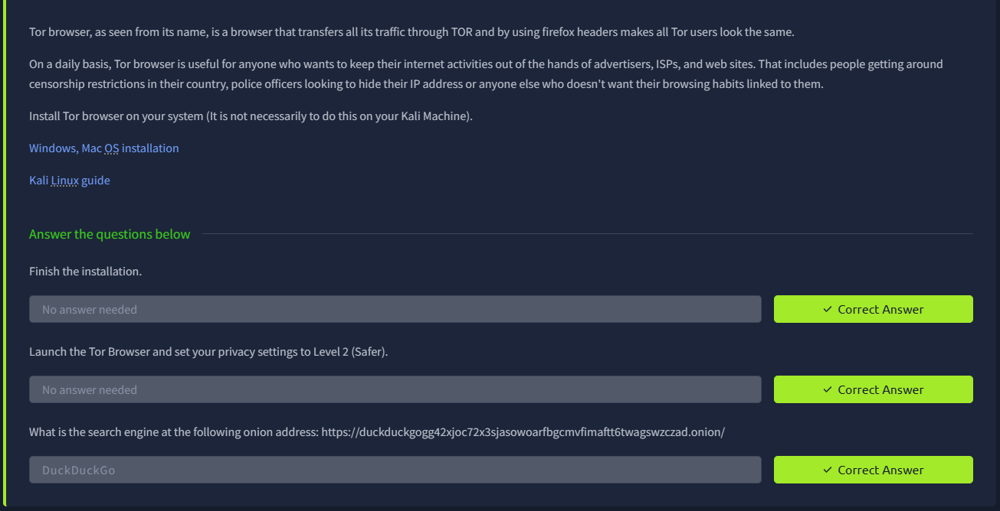 Tor browser, as seen from its name, is a browser that transfers all its traffic through TOR and by using firefox headers makes all Tor users look the same.
On a daily basis, Tor browser is useful for anyone who wants to keep their internet activities out of the hands of advertisers, ISPs, and web sites. That includes people getting around
censorship restrictions in their country, police officers looking to hide their IP address or anyone else who doesn't want their browsing habits linked to them.
Install Tor browser on your system (It is not necessarily to do this on your Kali Machine).
Windows, Mac OS installation
Kali Linux guide
Answer the questions below
Finish the installation.
No answer needed
✓ Correct Answer
Launch the Tor Browser and set your privacy settings to Level 2 (Safer).
No answer needed
✓ Correct Answer
What is the search engine at the following onion address: https://duckduckgogg42xjoc72x3sjasowoarfbgcmvfimaftt6twagswzczad.onion/
DuckDuckGo
✓ Correct Answer